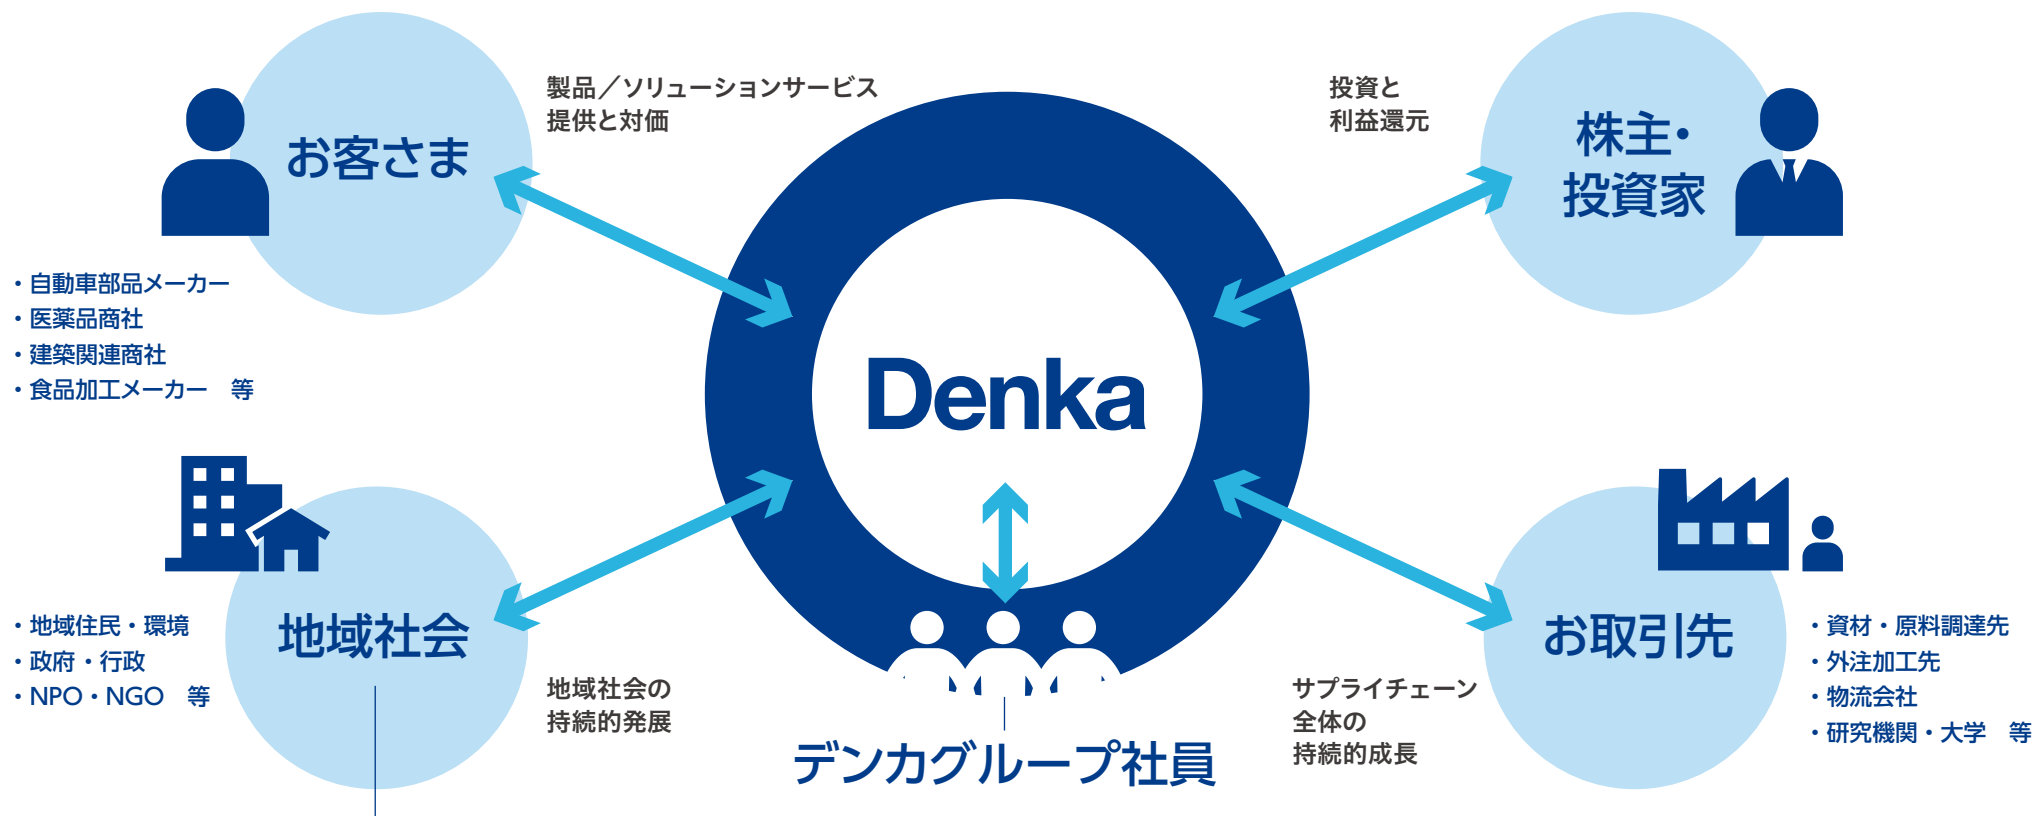 お客さま
・自動車部品メーカー
・医薬品商社
・建築関連商社
・食品加工メーカー　等
製品／ソリューションサービス
提供と対価
投資と
利益還元
株主・
投資家
Denka
地域社会
・地域住民・環境
・政府・行政
・NPO・NGO　等
地域社会の
持続的発展
デンカグループ社員
サプライチェーン
全体の
持続的成長
お取引先
・資材・原料調達先
・外注加工先
・物流会社
・研究機関・大学　等